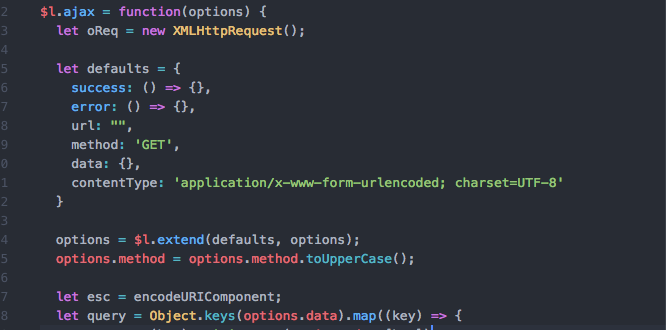 2 $l.ajax = function(options) {
3 let oReq = new XMLHttpRequest();
4
5 let defaults = {
6 success: () => {},
7 error: () => {},
8 url: "",
9 method: 'GET',
0 data: {},
1 contentType: 'application/x-www-form-urlencoded; charset=UTF-8'
2 }
3
4 options = $l.extend(defaults, options);
5 options.method = options.method.toUpperCase();
6
7 let esc = encodeURIComponent;
8 let query = Object.keys(options.data).map((key) => {